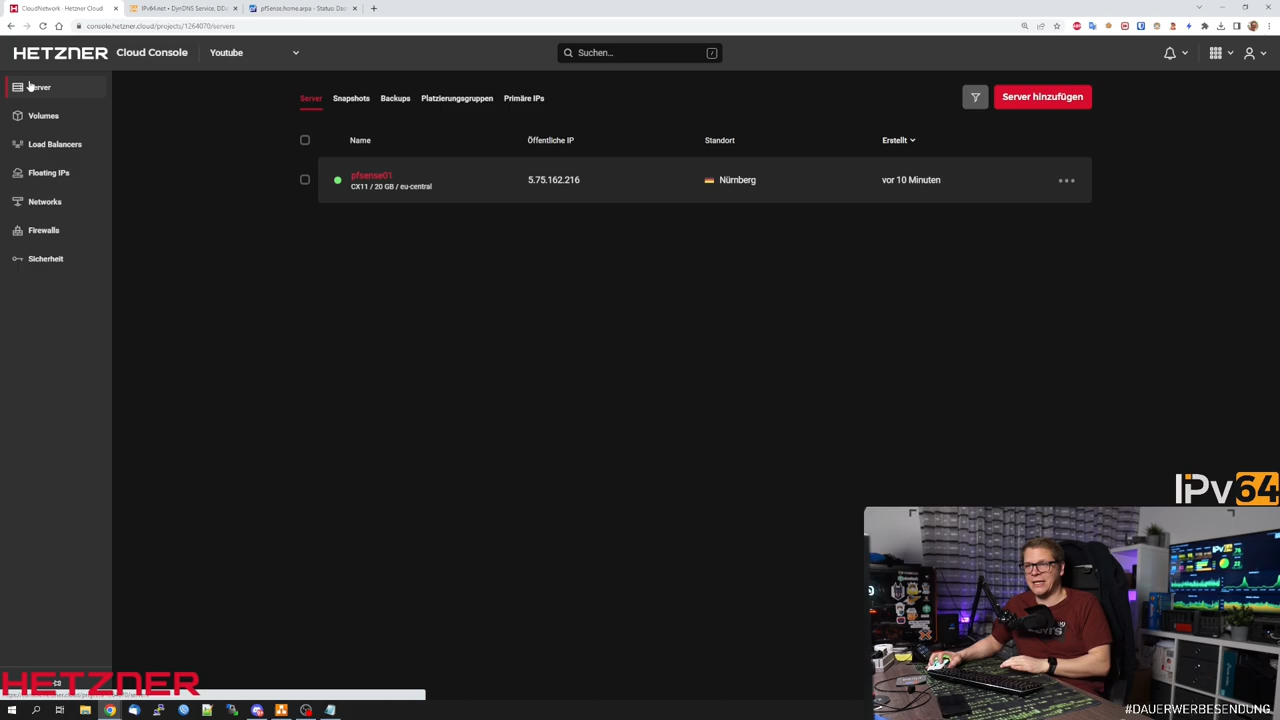 CloudNetwork · Hetzner Cloud
IPv64.net • DynDNS Service, DD
pfSense.home.arpa - Status: Das
console.hetzner.cloud/projects/1264070/servers
HETZNER
Cloud Console
Youtube
Suchen...
/
Server
Volumes
Load Balancers
Floating IPs
Networks
Firewalls
Sicherheit
Server
Snapshots
Backups
Platzierungsgruppen
Primäre IPs
Server hinzufügen
Name
Öffentliche IP
Standort
Erstellt
pfsense01
CX11 / 20 GB / eu-central
5.75.162.216
Nürnberg
vor 10 Minuten
IPv64
HETZNER
#DAUERWERBESENDUNG